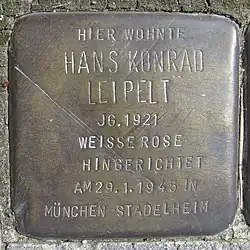 HIER WOHNTE
HANS KONRAD
LEIPELT
JG. 1921
WEISSE ROSE
HINGERICHTET
AM 29.1.1945 IN
MÜNCHEN-STADELHEIM